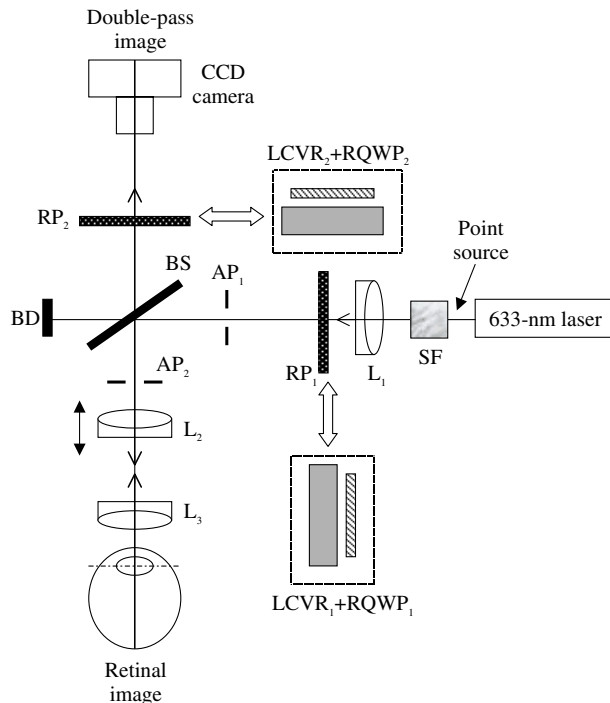 Double-pass
image
CCD
camera
LCVR₂+RQWP₂
RP₂
Point
source
BS
AP₁
BD
633-nm laser
SF
RP₁
L₁
AP₂
L₂
L₃
LCVR₁+RQWP₁
Retinal
image